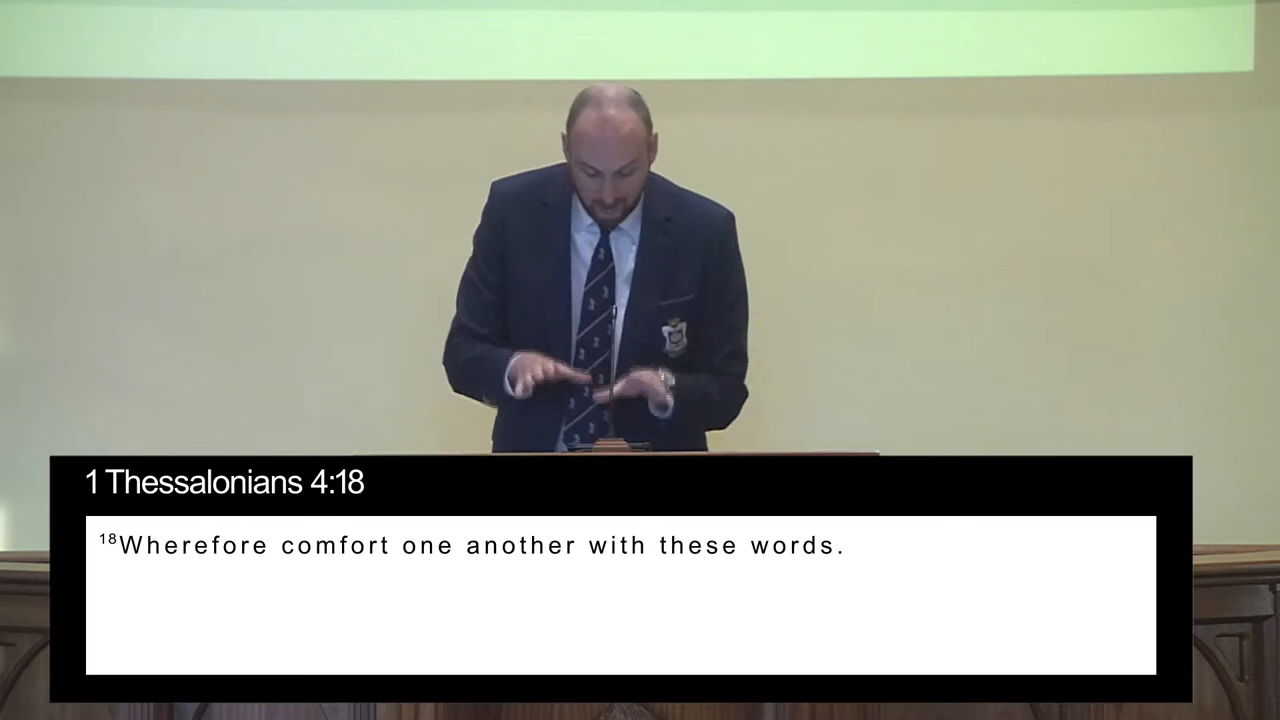 1 Thessalonians 4:18
18Wherefore comfort one another with these words.